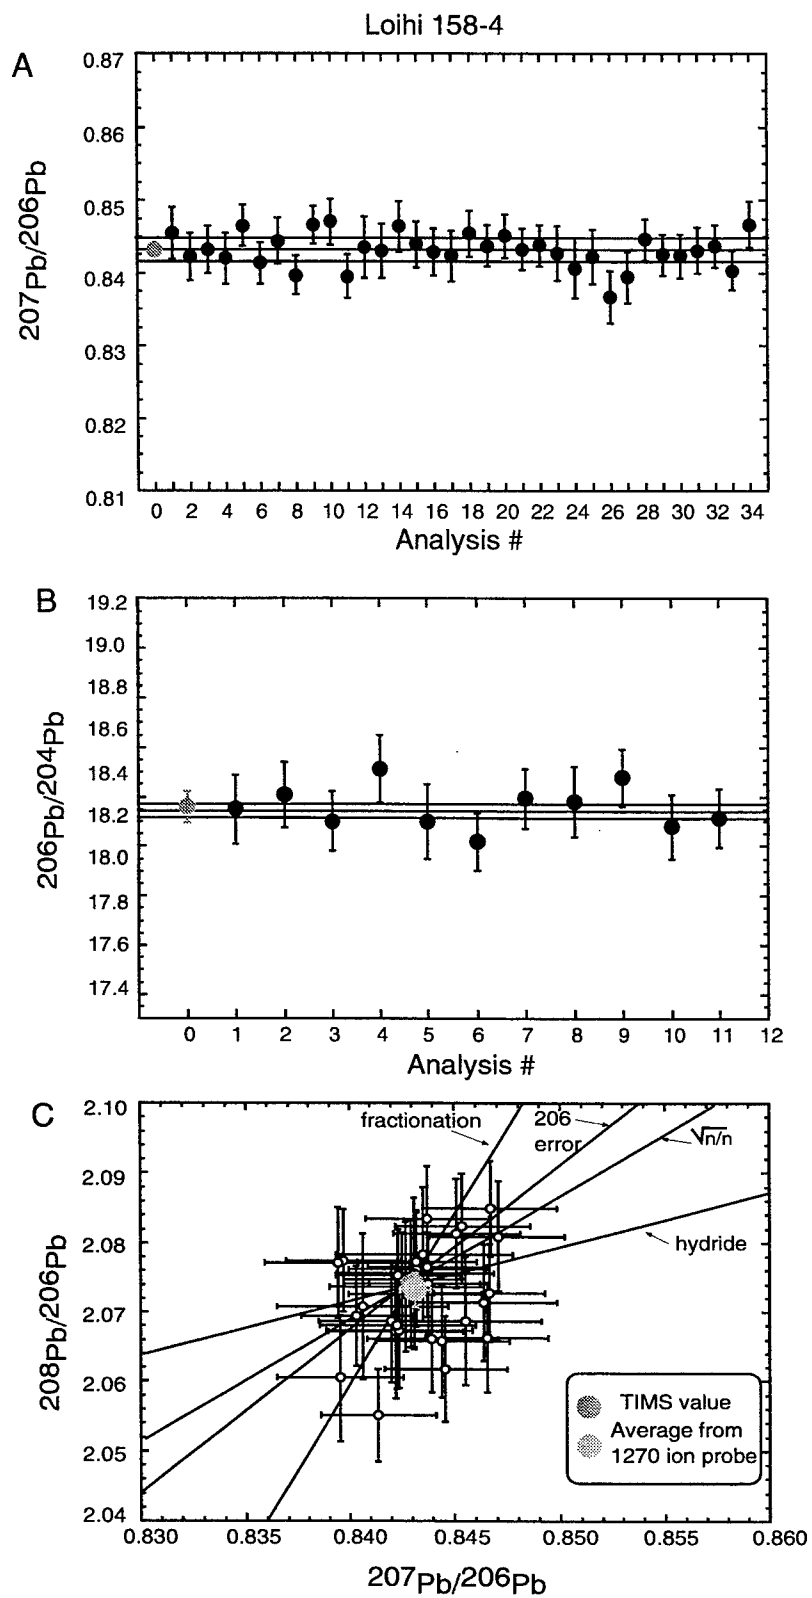 Loihi 158-4
A
0.87
0.86
0.85
0.84
0.83
0.82
0.81
207Pb/206Pb
0 2 4 6 8 10 12 14 16 18 20 22 24 26 28 30 32 34
Analysis #
B
19.2
19.0
18.8
18.6
18.4
18.2
18.0
17.8
17.6
17.4
206Pb/204Pb
0 1 2 3 4 5 6 7 8 9 10 11 12
Analysis #
C
2.10
2.09
2.08
2.07
2.06
2.05
2.04
208Pb/206Pb
fractionation
206
error
√n/n
hydride
TIMS value
Average from
1270 ion probe
0.830 0.835 0.840 0.845 0.850 0.855 0.860
207Pb/206Pb